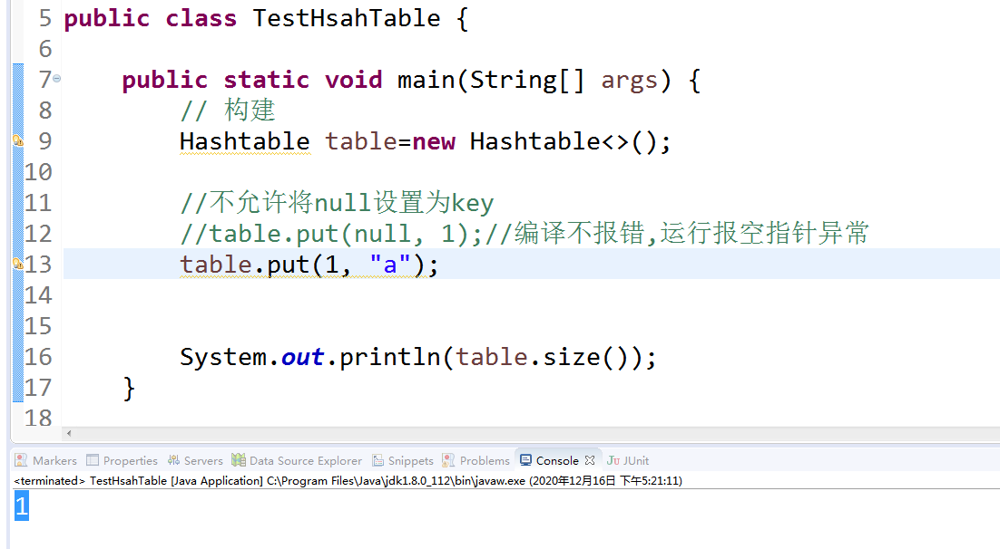 5 public class TestHsahTable {
6
7 public static void main(String[] args) {
8 // 构建
9 Hashtable table=new Hashtable<>();
10
11 //不允许将null设置为key
12 //table.put(null, 1);//编译不报错,运行报空指针异常
13 table.put(1, "a");
14
15
16 System.out.println(table.size());
17 }
18
Markers Properties Servers Data Source Explorer Snippets Problems Console JUnit
<terminated> TestHsahTable [Java Application] C:\Program Files\Java\jdk1.8.0_112\bin\javaw.exe (2020年12月16日 下午5:21:11)
1